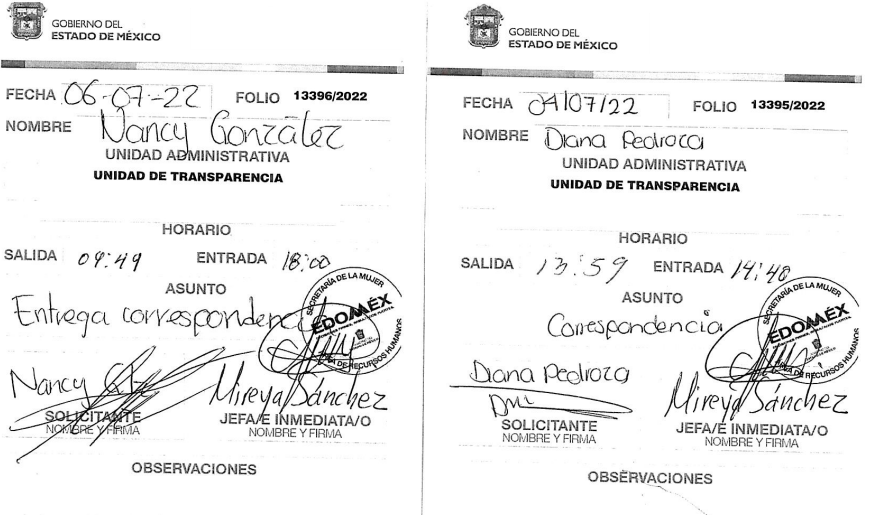 GOBIERNO DEL
ESTADO DE MÉXICO
FECHA 06-07-22 FOLIO 13396/2022
NOMBRE Nancy González
UNIDAD ADMINISTRATIVA
UNIDAD DE TRANSPARENCIA
HORARIO
SALIDA 09:49 ENTRADA 18:00
ASUNTO
Entrega correspondencia
SECRETARÍA DE LA MUJER
EDOMÉX
DE RECURSOS HUMANOS
Nancy
Mireya Sánchez
SOLICITANTE JEFA/E INMEDIATA/O
NOMBRE Y FIRMA NOMBRE Y FIRMA
OBSERVACIONES
GOBIERNO DEL
ESTADO DE MÉXICO
FECHA 04/07/22 FOLIO 13395/2022
NOMBRE Diana Pedroza
UNIDAD ADMINISTRATIVA
UNIDAD DE TRANSPARENCIA
HORARIO
SALIDA 13:59 ENTRADA 14:40
ASUNTO
Correspondencia
SECRETARÍA DE LA MUJER
EDOMÉX
DE RECURSOS HUMANOS
Diana Pedroza
Mireya Sánchez
SOLICITANTE JEFA/E INMEDIATA/O
NOMBRE Y FIRMA NOMBRE Y FIRMA
OBSERVACIONES